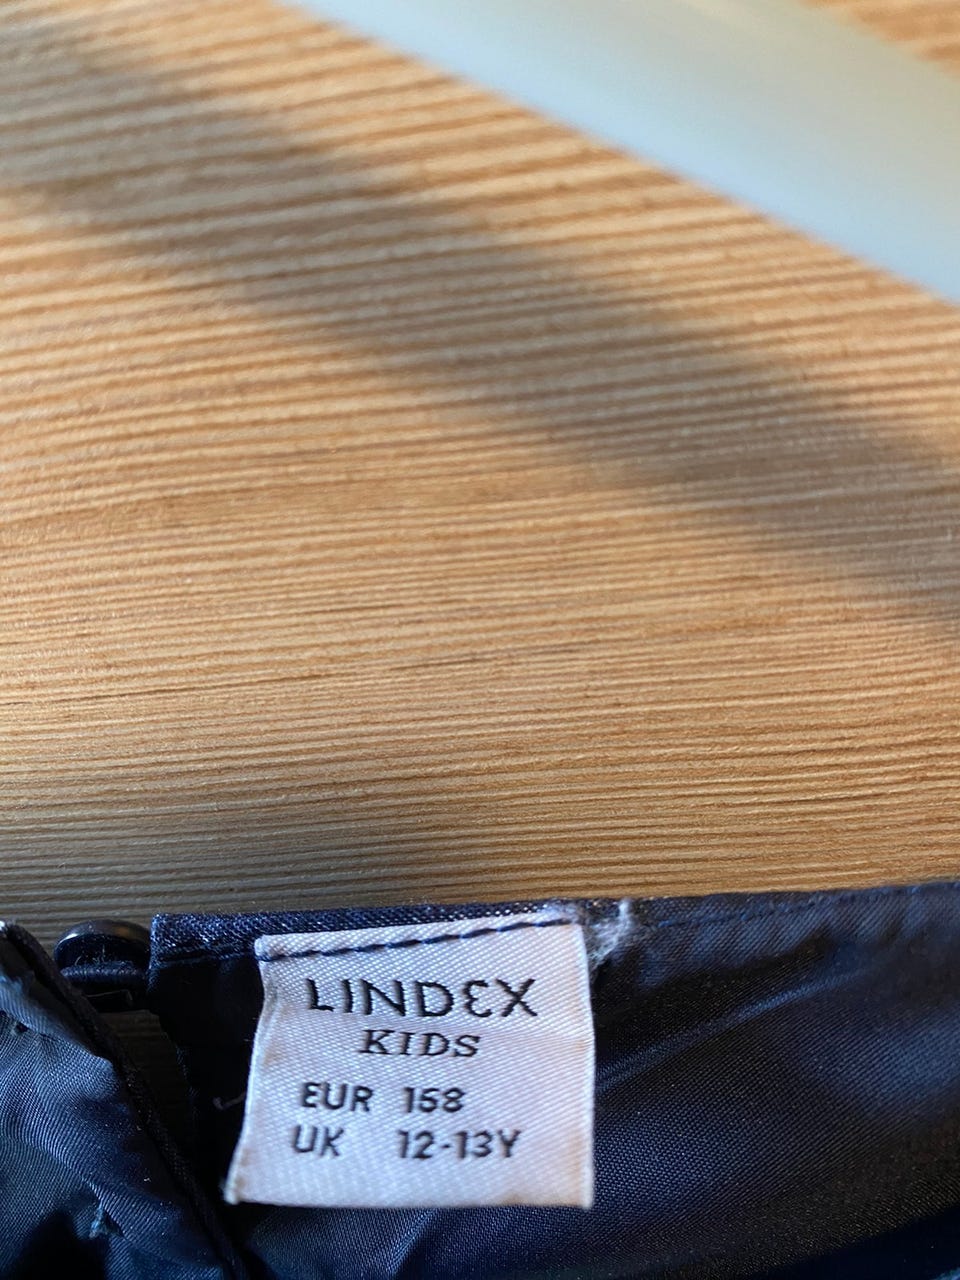 LINDEX
KIDS
EUR 158
UK 12-13Y